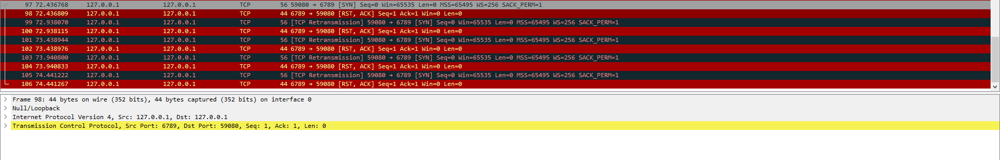 97 72.436768 127.0.0.1 127.0.0.1 TCP 56 59080 → 6789 [SYN] Seq=0 Win=65535 Len=0 MSS=65495 WS=256 SACK_PERM=1
98 72.436809 127.0.0.1 127.0.0.1 TCP 44 6789 → 59080 [RST, ACK] Seq=1 Ack=1 Win=0 Len=0
99 72.938070 127.0.0.1 127.0.0.1 TCP 56 [TCP Retransmission] 59080 → 6789 [SYN] Seq=0 Win=65535 Len=0 MSS=65495 WS=256 SACK_PERM=1
100 72.938115 127.0.0.1 127.0.0.1 TCP 44 6789 → 59080 [RST, ACK] Seq=1 Ack=1 Win=0 Len=0
101 73.438944 127.0.0.1 127.0.0.1 TCP 56 [TCP Retransmission] 59080 → 6789 [SYN] Seq=0 Win=65535 Len=0 MSS=65495 WS=256 SACK_PERM=1
102 73.438976 127.0.0.1 127.0.0.1 TCP 44 6789 → 59080 [RST, ACK] Seq=1 Ack=1 Win=0 Len=0
103 73.940800 127.0.0.1 127.0.0.1 TCP 56 [TCP Retransmission] 59080 → 6789 [SYN] Seq=0 Win=65535 Len=0 MSS=65495 WS=256 SACK_PERM=1
104 73.940833 127.0.0.1 127.0.0.1 TCP 44 6789 → 59080 [RST, ACK] Seq=1 Ack=1 Win=0 Len=0
105 74.441222 127.0.0.1 127.0.0.1 TCP 56 [TCP Retransmission] 59080 → 6789 [SYN] Seq=0 Win=65535 Len=0 MSS=65495 WS=256 SACK_PERM=1
106 74.441267 127.0.0.1 127.0.0.1 TCP 44 6789 → 59080 [RST, ACK] Seq=1 Ack=1 Win=0 Len=0
Frame 98: 44 bytes on wire (352 bits), 44 bytes captured (352 bits) on interface 0
Null/Loopback
Internet Protocol Version 4, Src: 127.0.0.1, Dst: 127.0.0.1
Transmission Control Protocol, Src Port: 6789, Dst Port: 59080, Seq: 1, Ack: 1, Len: 0